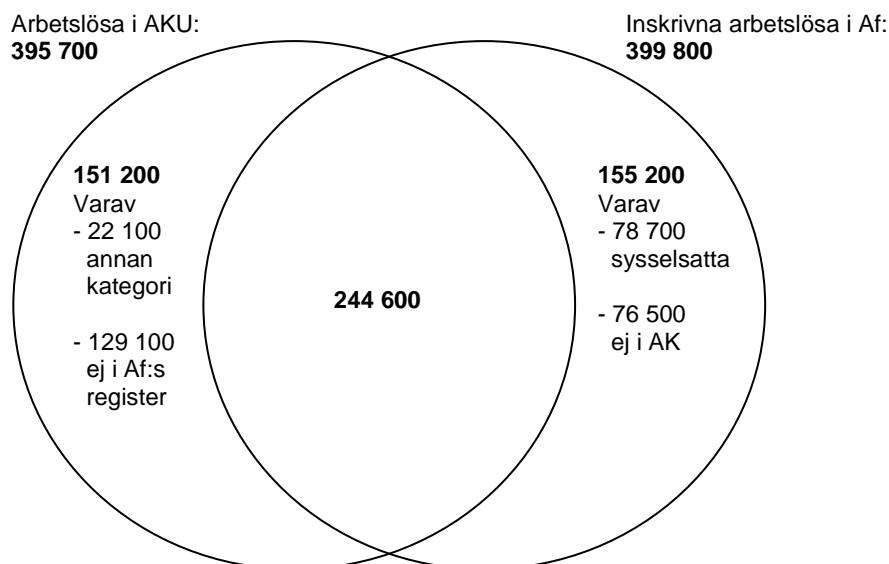 Arbetslösa i AKU:
395 700
Inskrivna arbetslösa i Af:
399 800
151 200
Varav
- 22 100
annan
kategori
- 129 100
ej i Af:s
register
244 600
155 200
Varav
- 78 700
sysselsatta
- 76 500
ej i AK